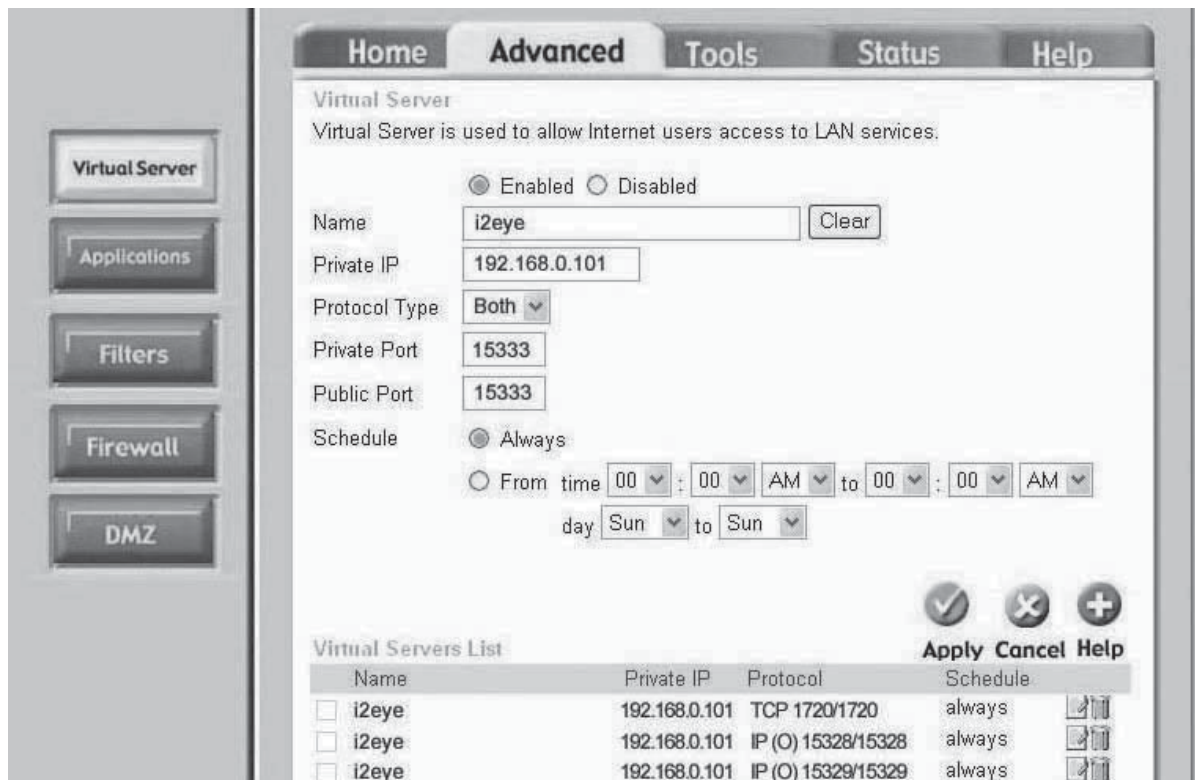 Home Advanced Tools Status Help
Virtual Server
Virtual Server is used to allow Internet users access to LAN services.
Virtual Server
Applications
Filters
Firewall
DMZ
Enabled Disabled
Name i2eye Clear
Private IP 192.168.0.101
Protocol Type Both
Private Port 15333
Public Port 15333
Schedule Always
From time 00 : 00 AM to 00 : 00 AM
day Sun to Sun
Apply Cancel Help
Virtual Servers List
Name Private IP Protocol Schedule
i2eye 192.168.0.101 TCP 1720/1720 always
i2eye 192.168.0.101 IP (O) 15328/15328 always
i2eye 192.168.0.101 IP (O) 15329/15329 always